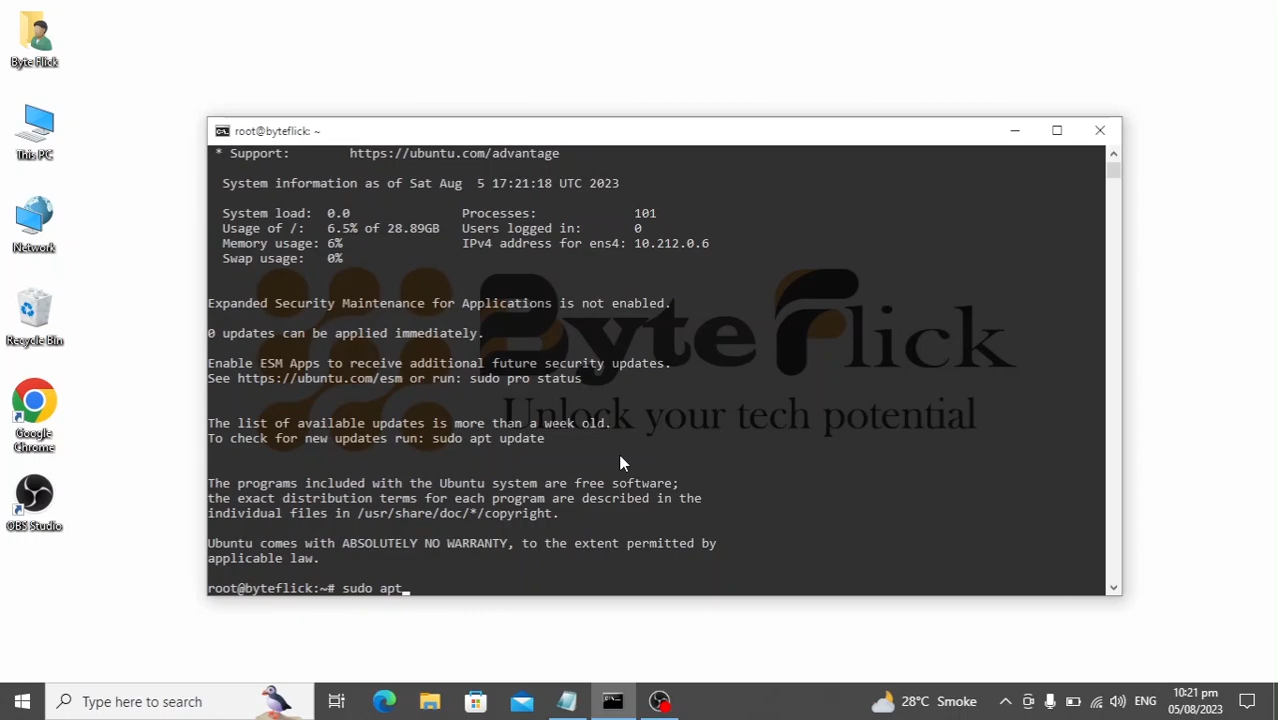 Byte Flick
This PC
Network
Recycle Bin
Google
Chrome
OBS Studio
root@byteflick: ~
* Support:        https://ubuntu.com/advantage
System information as of Sat Aug  5 17:21:18 UTC 2023
System load:  0.0               Processes:             101
Usage of /:   6.5% of 28.89GB   Users logged in:       0
Memory usage: 6%                IPv4 address for ens4: 10.212.0.6
Swap usage:   0%
Expanded Security Maintenance for Applications is not enabled.
0 updates can be applied immediately.
Enable ESM Apps to receive additional future security updates.
See https://ubuntu.com/esm or run: sudo pro status
The list of available updates is more than a week old.
To check for new updates run: sudo apt update
The programs included with the Ubuntu system are free software;
the exact distribution terms for each program are described in the
individual files in /usr/share/doc/*/copyright.
Ubuntu comes with ABSOLUTELY NO WARRANTY, to the extent permitted by
applicable law.
root@byteflick:~# sudo apt
Byte Flick
Unlock your tech potential
Type here to search
28°C Smoke
ENG
10:21 pm
05/08/2023